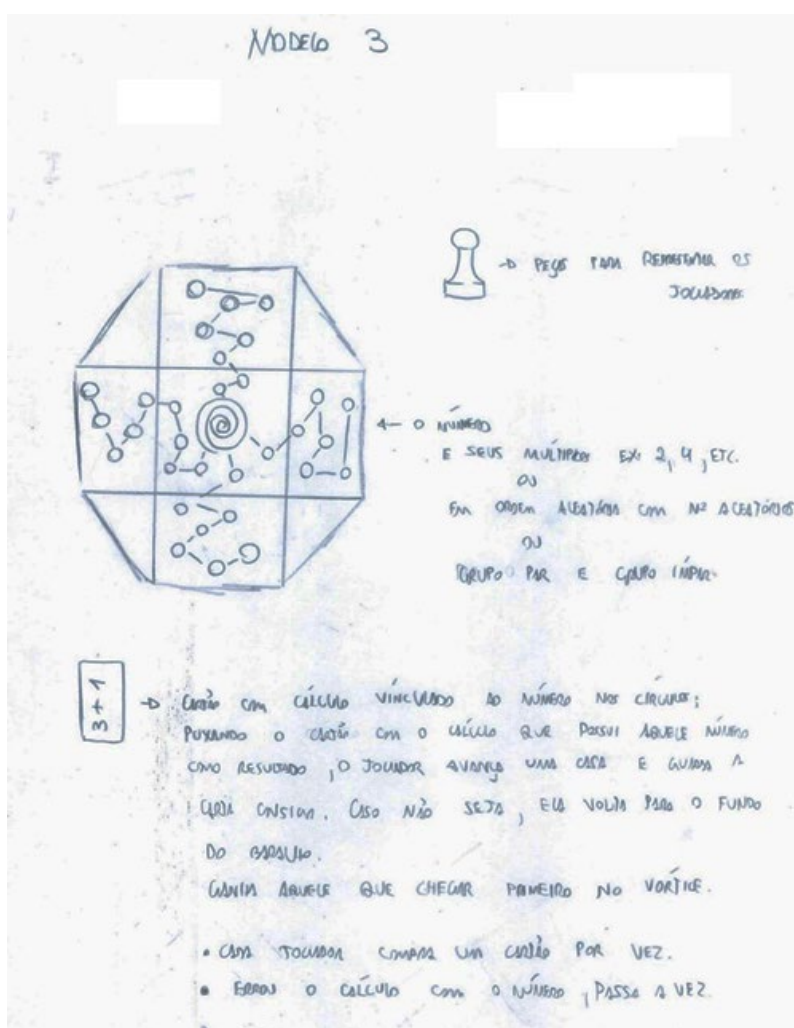 MODELO 3
→ PEÇAS PARA REPRESENTAR OS
JOGADORES
← O NÚMERO
E SEUS MÚLTIPLOS EX: 2, 4, ETC.
OU
EM ORDEM ALEATÓRIA COM Nº ALEATÓRIOS
OU
GRUPO PAR E GRUPO ÍMPAR.
3+1
→ CARTÃO COM CÁLCULO VINCULADO AO NÚMERO NOS CÍRCULOS;
PUXANDO O CARTÃO COM O CÁLCULO QUE POSSUI AQUELE NÚMERO
COMO RESULTADO, O JOGADOR AVANÇA UMA CASA E GUARDA A
CARTA CONSIGO. CASO NÃO SEJA, ELA VOLTA PARA O FUNDO
DO BARALHO.
GANHA AQUELE QUE CHEGAR PRIMEIRO NO VORTICE.
• CADA JOGADOR COMPRA UM CARTÃO POR VEZ.
• ERROU O CÁLCULO COM O NÚMERO, PASSA A VEZ.